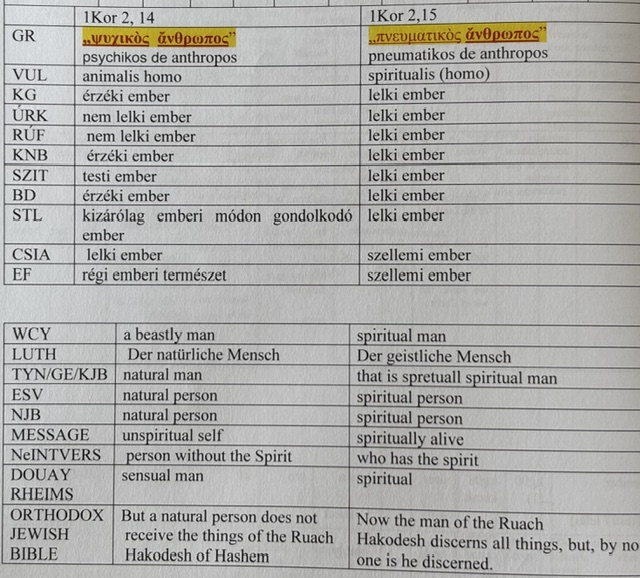 1Kor 2, 14 1Kor 2,15
GR „ψυχικὸς ἄνθρωπος” „πνευματικὸς ἄνθρωπος”
psychikos de anthropos pneumatikos de anthropos
VUL animalis homo spiritualis (homo)
KG érzéki ember lelki ember
ÚRK nem lelki ember lelki ember
RÚF nem lelki ember lelki ember
KNB érzéki ember lelki ember
SZIT testi ember lelki ember
BD érzéki ember lelki ember
STL kizárólag emberi módon gondolkodó lelki ember
ember
CSIA lelki ember szellemi ember
EF régi emberi természet szellemi ember
WCY a beastly man spiritual man
LUTH Der natürliche Mensch Der geistliche Mensch
TYN/GE/KJB natural man that is spretuall spiritual man
ESV natural person spiritual person
NJB natural person spiritual person
MESSAGE unspiritual self spiritually alive
NeINTVERS person without the Spirit who has the spirit
DOUAY sensual man spiritual
RHEIMS
ORTHODOX But a natural person does not Now the man of the Ruach
JEWISH receive the things of the Ruach Hakodesh discerns all things, but, by no
BIBLE Hakodesh of Hashem one is he discerned.